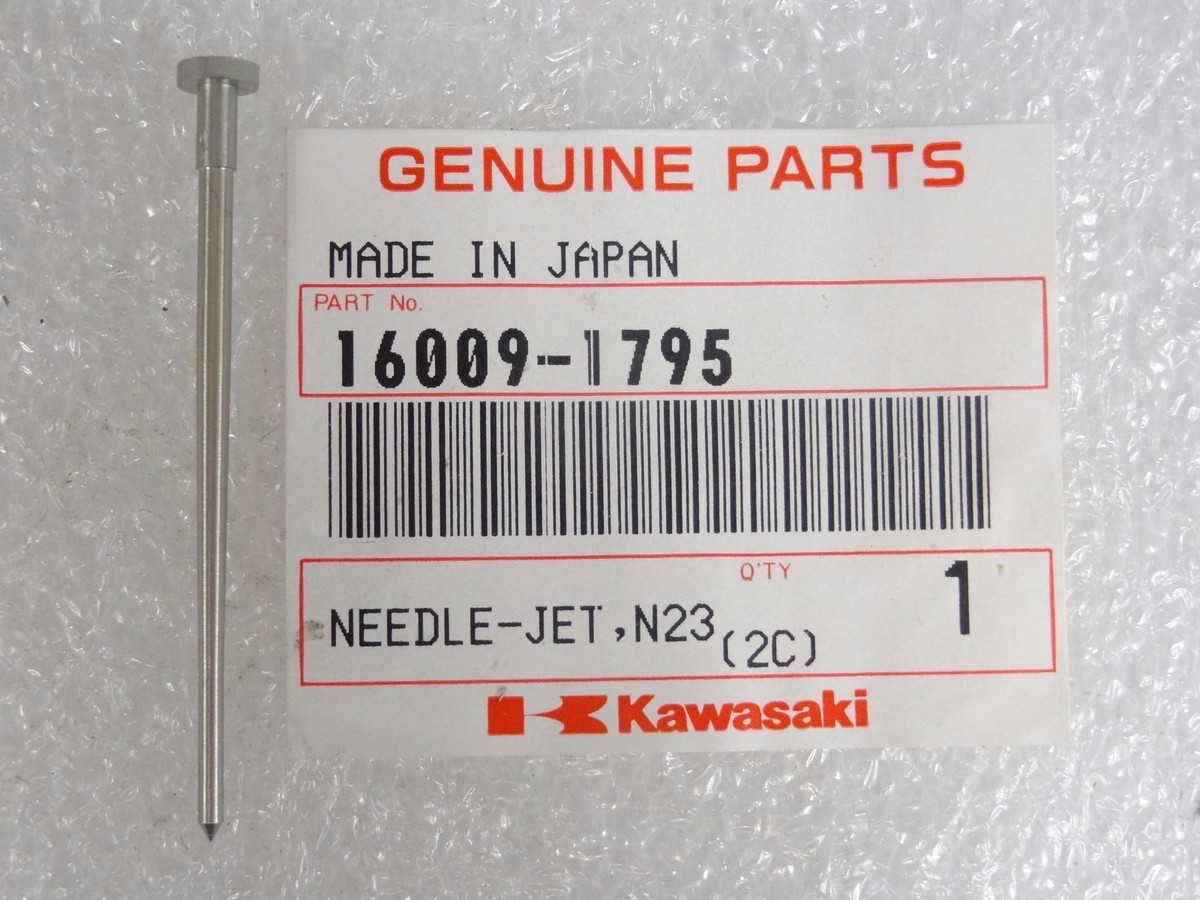 GENUINE PARTS
MADE IN JAPAN
PART No.
16009-1795
Q'TY
1
NEEDLE-JET,N23(2C)
Kawasaki